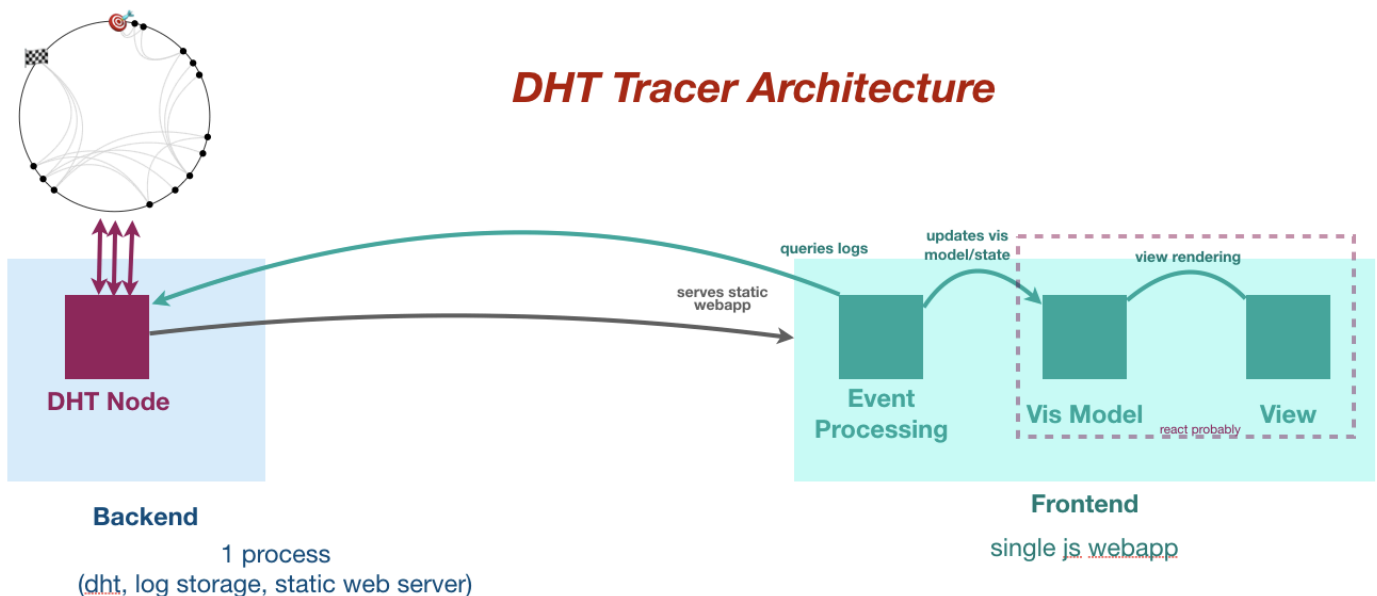 DHT Tracer Architecture
queries logs
updates vis
model/state
view rendering
serves static
webapp
DHT Node
Event
Processing
Vis Model
View
react probably
Backend
1 process
(dht, log storage, static web server)
Frontend
single js webapp